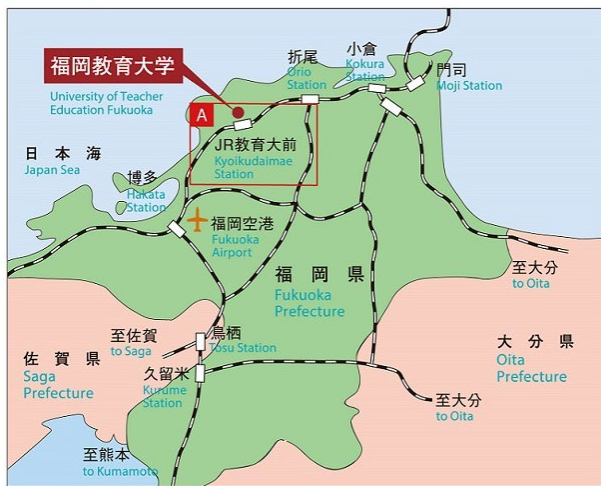 福岡教育大学
University of Teacher
Education Fukuoka
折尾
Orio
Station
小倉
Kokura
Station
門司
Moji Station
A
JR教育大前
Kyoikudaimae
Station
日本海
Japan Sea
博多
Hakata
Station
福岡空港
Fukuoka
Airport
福岡県
Fukuoka
Prefecture
至大分
to Oita
至佐賀
to Saga
鳥栖
Tosu Station
大分県
Oita
Prefecture
佐賀県
Saga
Prefecture
久留米
Kurume
Station
至大分
to Oita
至熊本
to Kumamoto